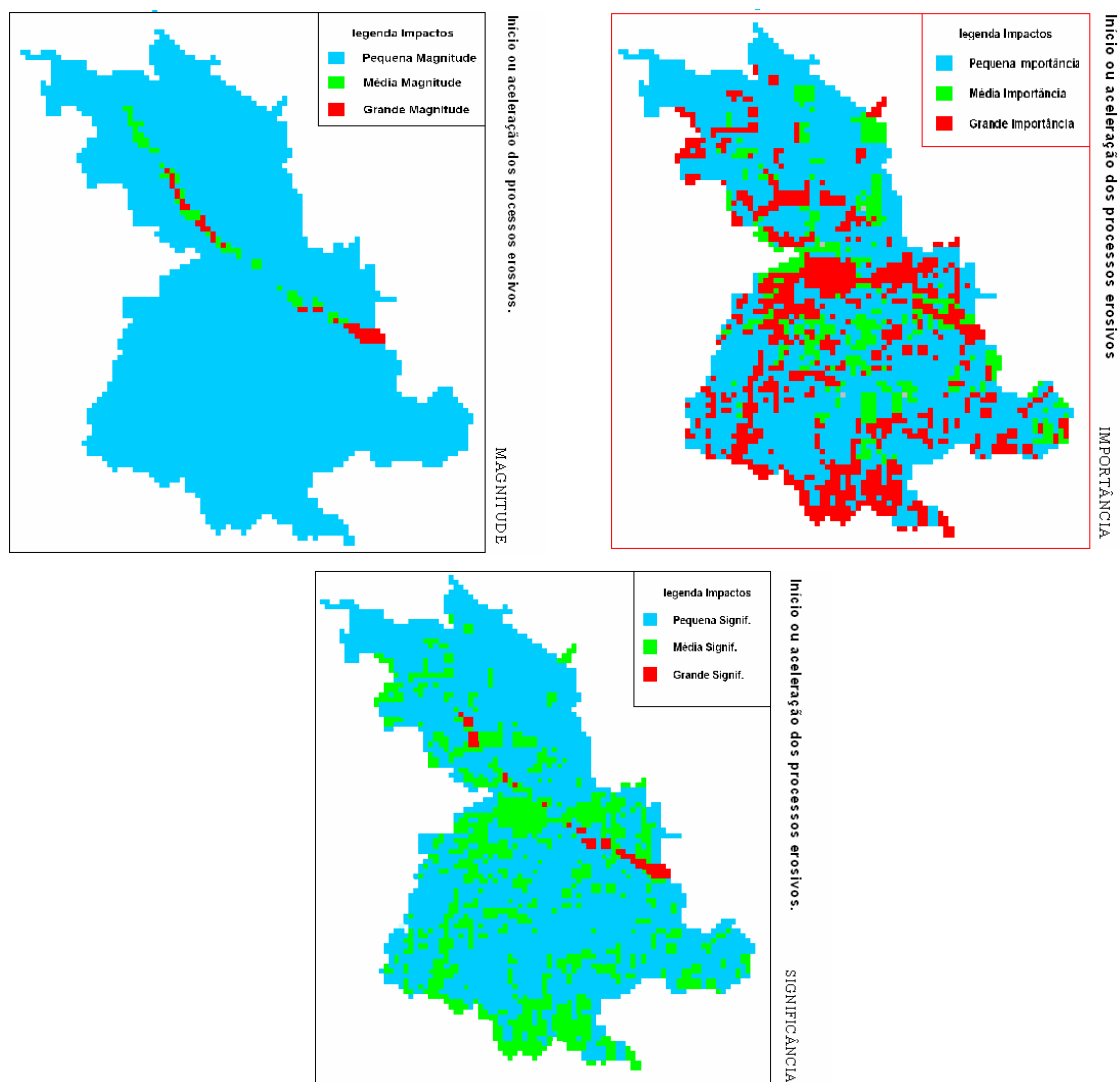 legenda Impactos
Pequena Magnitude
Média Magnitude
Grande Magnitude
Início ou aceleração dos processos erosivos.
MAGNITUDE
legenda Impactos
Pequena Importância
Média Importância
Grande Importância
Início ou aceleração dos processos erosivos
IMPORTÂNCIA
legenda Impactos
Pequena Signif.
Média Signif.
Grande Signif.
Início ou aceleração dos processos erosivos.
SIGNIFICÂNCIA